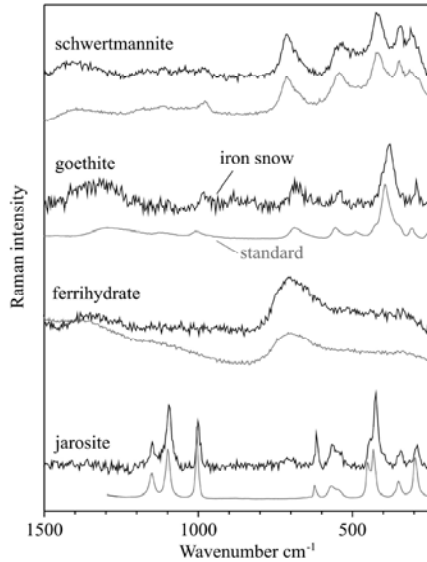 schwertmannite
goethite
iron snow
standard
ferrihydrate
jarosite
Raman intensity
1500 1000 500
Wavenumber cm-1